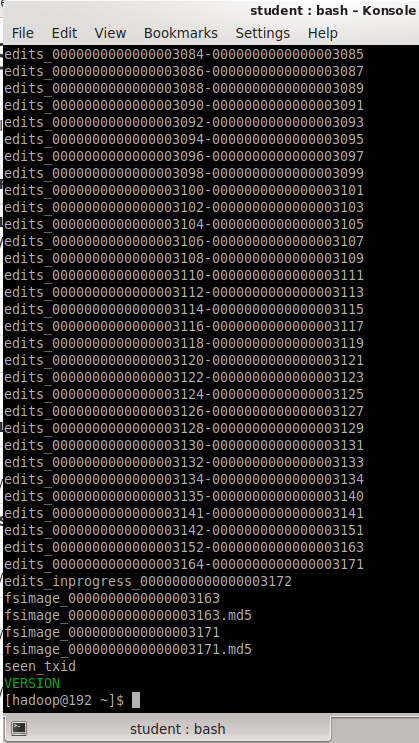 student : bash – Konsole
File Edit View Bookmarks Settings Help
edits_0000000000000003084-0000000000000003085
edits_0000000000000003086-0000000000000003087
edits_0000000000000003088-0000000000000003089
edits_0000000000000003090-0000000000000003091
edits_0000000000000003092-0000000000000003093
edits_0000000000000003094-0000000000000003095
edits_0000000000000003096-0000000000000003097
edits_0000000000000003098-0000000000000003099
edits_0000000000000003100-0000000000000003101
edits_0000000000000003102-0000000000000003103
edits_0000000000000003104-0000000000000003105
edits_0000000000000003106-0000000000000003107
edits_0000000000000003108-0000000000000003109
edits_0000000000000003110-0000000000000003111
edits_0000000000000003112-0000000000000003113
edits_0000000000000003114-0000000000000003115
edits_0000000000000003116-0000000000000003117
edits_0000000000000003118-0000000000000003119
edits_0000000000000003120-0000000000000003121
edits_0000000000000003122-0000000000000003123
edits_0000000000000003124-0000000000000003125
edits_0000000000000003126-0000000000000003127
edits_0000000000000003128-0000000000000003129
edits_0000000000000003130-0000000000000003131
edits_0000000000000003132-0000000000000003133
edits_0000000000000003134-0000000000000003134
edits_0000000000000003135-0000000000000003140
edits_0000000000000003141-0000000000000003141
edits_0000000000000003142-0000000000000003151
edits_0000000000000003152-0000000000000003163
edits_0000000000000003164-0000000000000003171
edits_inprogress_0000000000000003172
fsimage_0000000000000003163
fsimage_0000000000000003163.md5
fsimage_0000000000000003171
fsimage_0000000000000003171.md5
seen_txid
VERSION
[hadoop@192 ~]$
student : bash